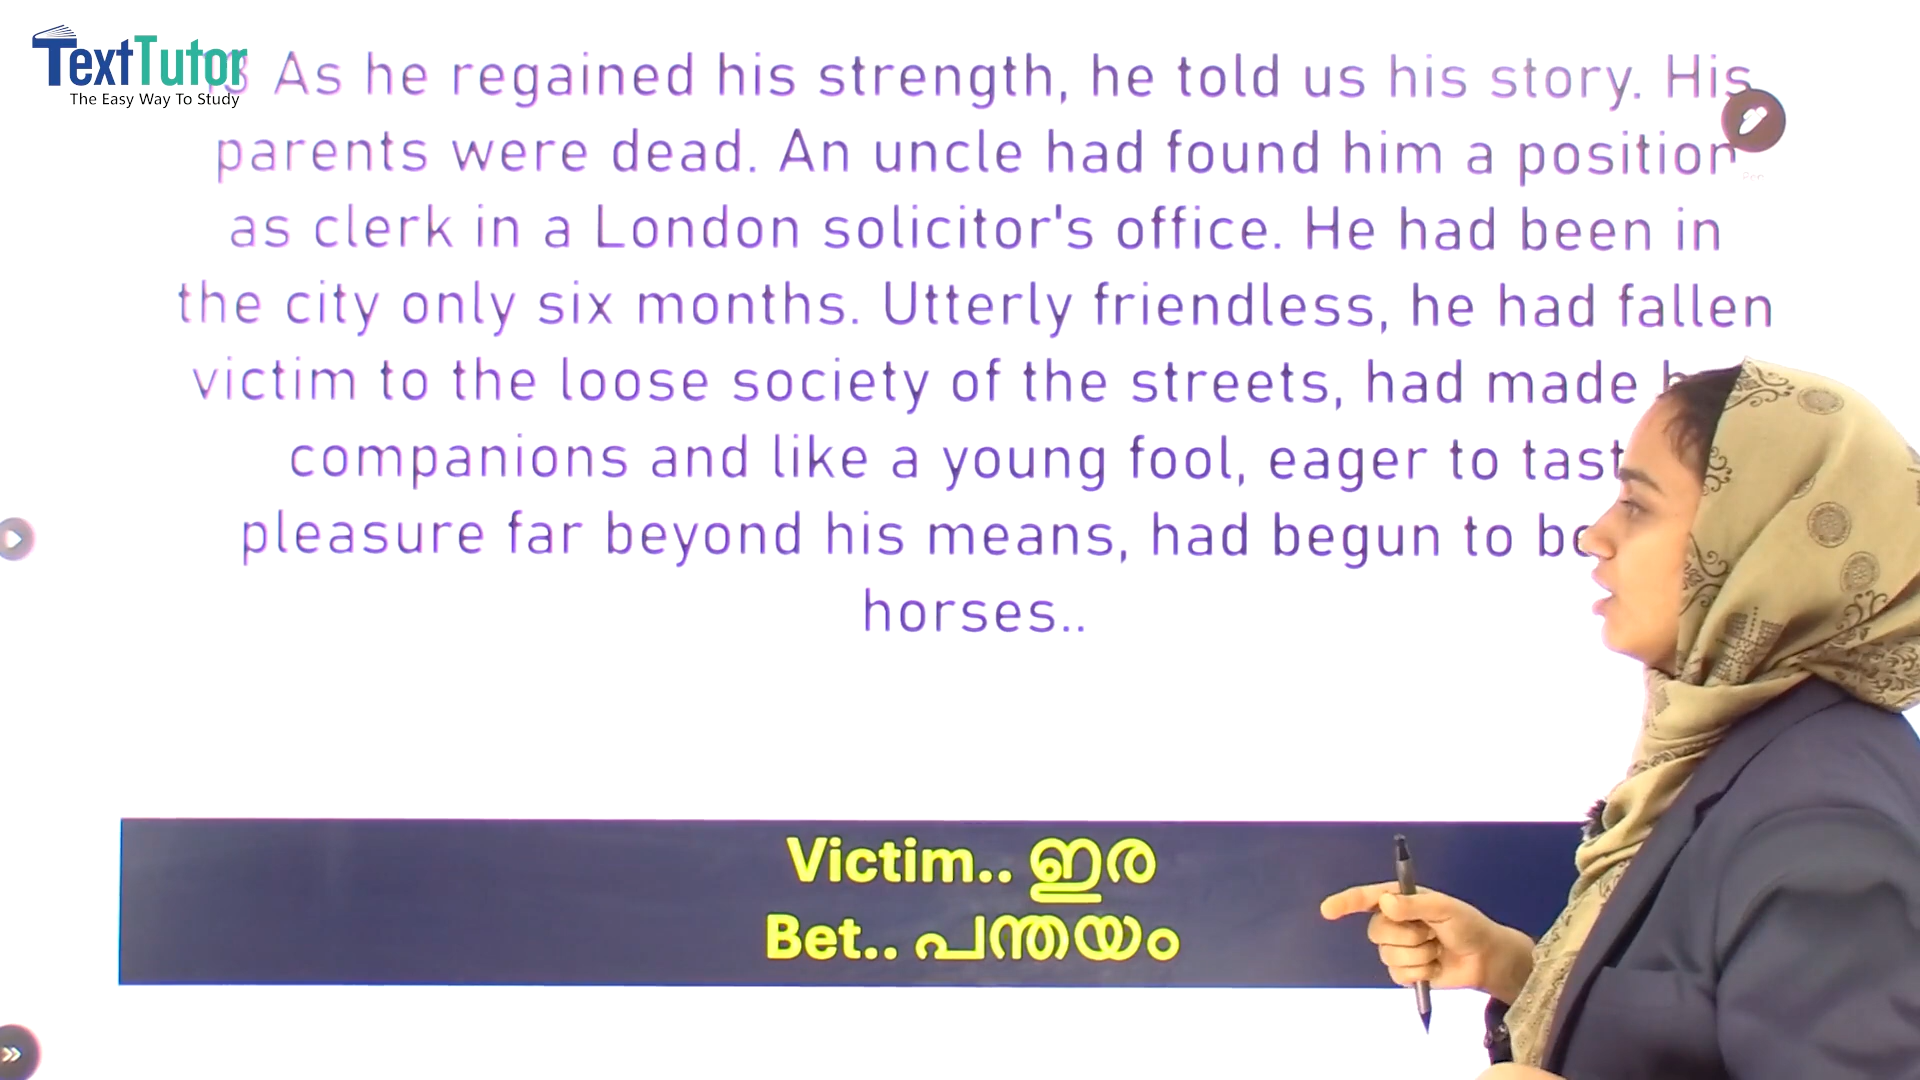 TextTutor
The Easy Way To Study
As he regained his strength, he told us his story. His
parents were dead. An uncle had found him a position
as clerk in a London solicitor's office. He had been in
the city only six months. Utterly friendless, he had fallen
victim to the loose society of the streets, had made
companions and like a young fool, eager to
pleasure far beyond his means, had begun to
horses..
Victim.. ഇര
Bet.. പന്തയം